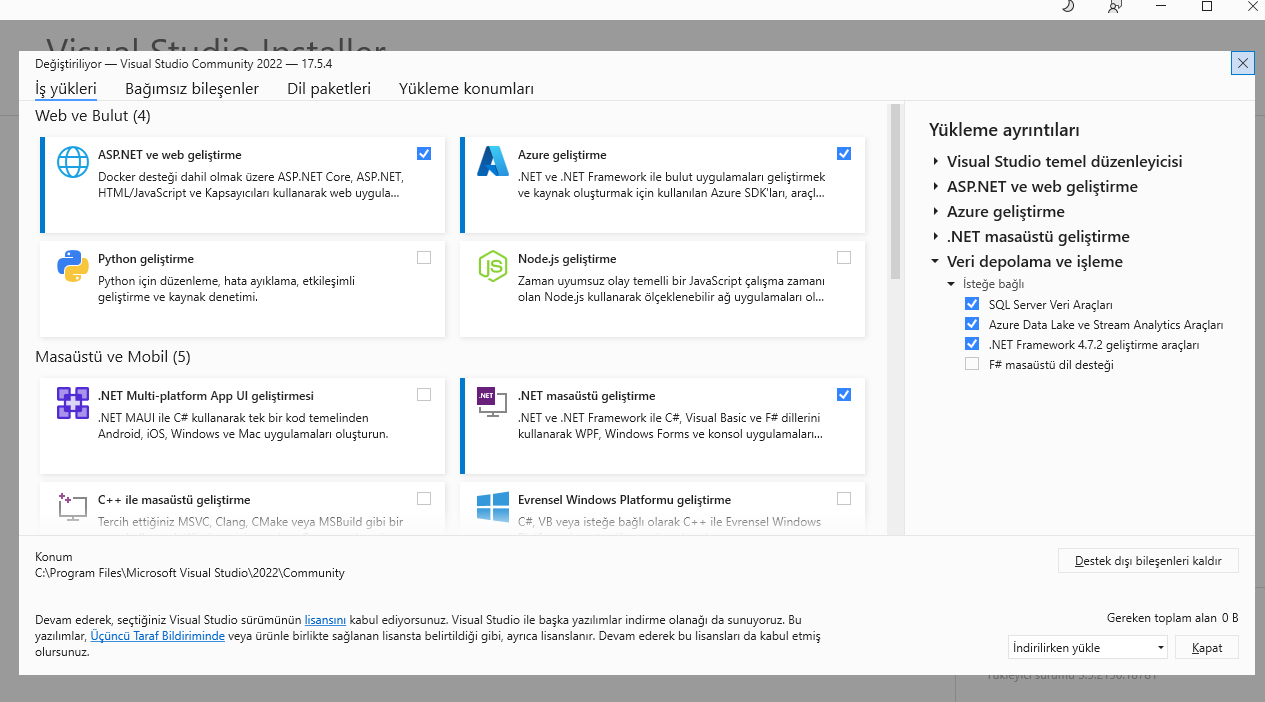 Visual Studio Installer
Değiştiriliyor — Visual Studio Community 2022 — 17.5.4
İş yükleri
Bağımsız bileşenler
Dil paketleri
Yükleme konumları
Web ve Bulut (4)
ASP.NET ve web geliştirme
Docker desteği dahil olmak üzere ASP.NET Core, ASP.NET,
HTML/JavaScript ve Kapsayıcıları kullanarak web uygula...
Azure geliştirme
.NET ve .NET Framework ile bulut uygulamaları geliştirmek
ve kaynak oluşturmak için kullanılan Azure SDK'ları, araçl...
Python geliştirme
Python için düzenleme, hata ayıklama, etkileşimli
geliştirme ve kaynak denetimi.
Node.js geliştirme
Zaman uyumsuz olay temelli bir JavaScript çalışma zamanı
olan Node.js kullanarak ölçeklenebilir ağ uygulamaları ol...
Masaüstü ve Mobil (5)
.NET Multi-platform App UI geliştirmesi
.NET MAUI ile C# kullanarak tek bir kod temelinden
Android, iOS, Windows ve Mac uygulamaları oluşturun.
.NET masaüstü geliştirme
.NET ve .NET Framework ile C#, Visual Basic ve F# dillerini
kullanarak WPF, Windows Forms ve konsol uygulamaları...
C++ ile masaüstü geliştirme
Tercih ettiğiniz MSVC, Clang, CMake veya MSBuild gibi bir
Evrensel Windows Platformu geliştirme
C#, VB veya isteğe bağlı olarak C++ ile Evrensel Windows
Yükleme ayrıntıları
Visual Studio temel düzenleyicisi
ASP.NET ve web geliştirme
Azure geliştirme
.NET masaüstü geliştirme
Veri depolama ve işleme
İsteğe bağlı
SQL Server Veri Araçları
Azure Data Lake ve Stream Analytics Araçları
.NET Framework 4.7.2 geliştirme araçları
F# masaüstü dil desteği
Konum
C:\Program Files\Microsoft Visual Studio\2022\Community
Destek dışı bileşenleri kaldır
Devam ederek, seçtiğiniz Visual Studio sürümünün lisansını kabul ediyorsunuz. Visual Studio ile başka yazılımlar indirme olanağı da sunuyoruz. Bu
yazılımlar, Üçüncü Taraf Bildiriminde veya ürünle birlikte sağlanan lisansta belirtildiği gibi, ayrıca lisanslanır. Devam ederek bu lisansları da kabul etmiş
olursunuz.
Gereken toplam alan 0 B
İndirilirken yükle
Kapat
Yükleyici sürümü